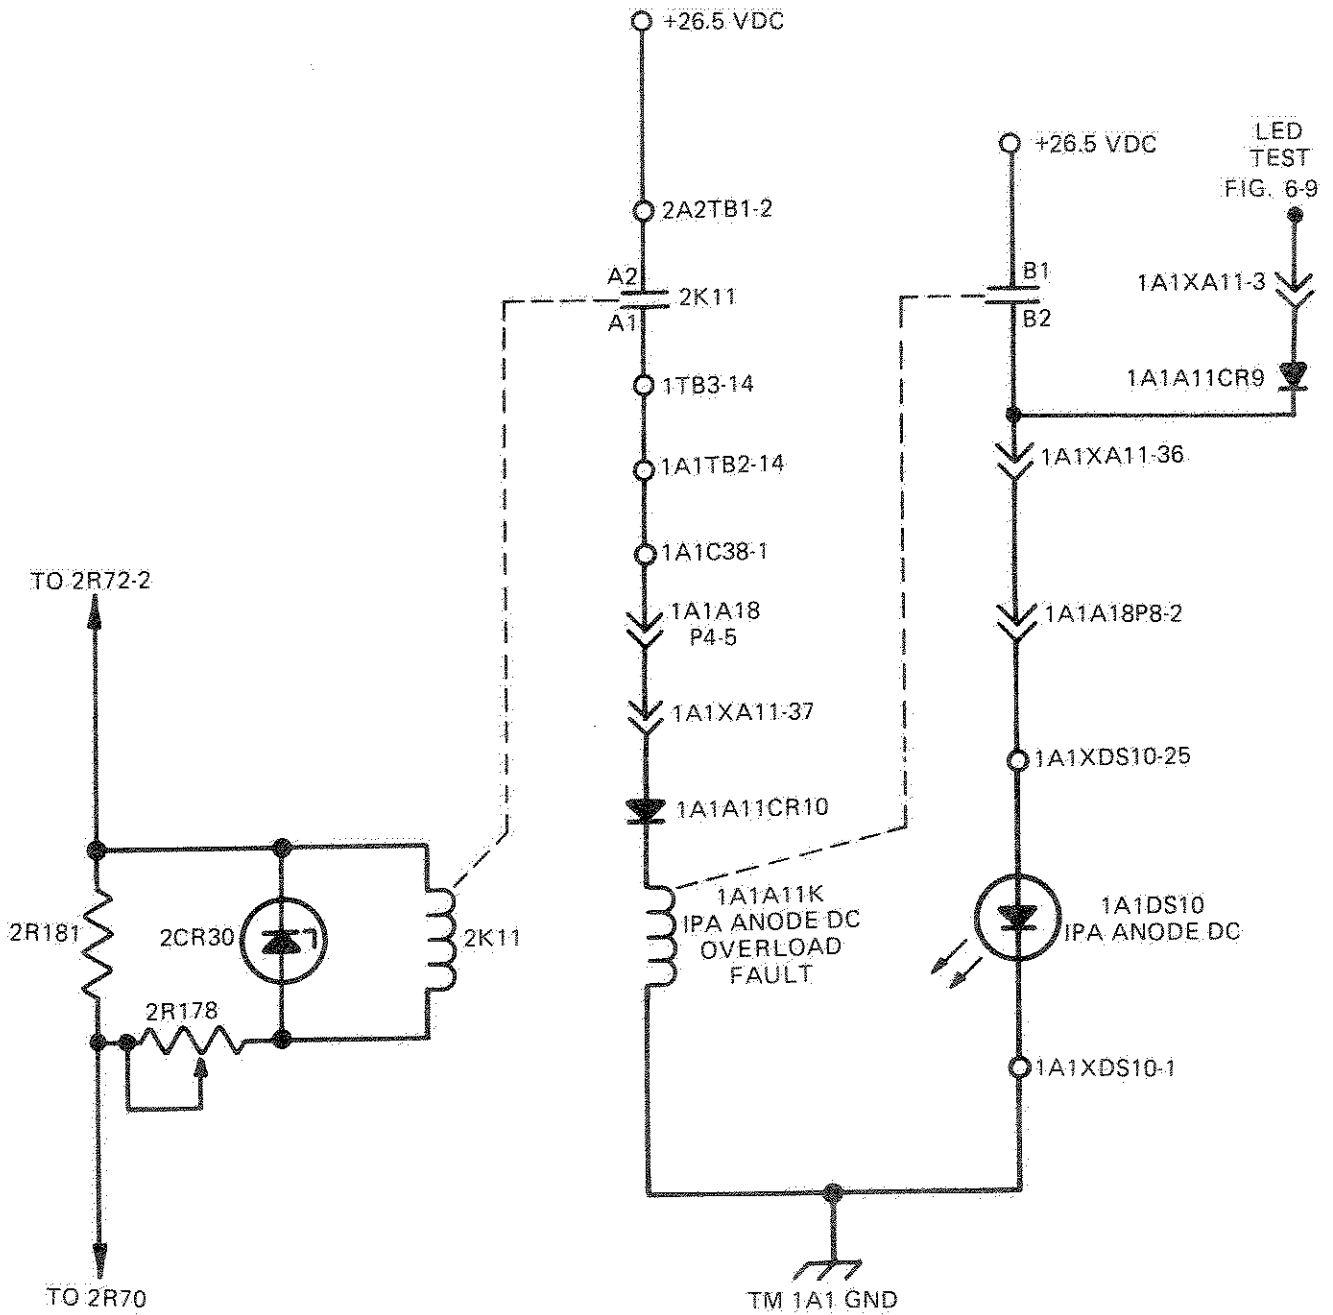 +26.5 VDC
+26.5 VDC
LED
TEST
FIG. 6-9
2A2TB1-2
A2
2K11
A1
B1
B2
1A1XA11-3
1TB3-14
1A1A11CR9
1A1TB2-14
1A1XA11-36
1A1C38-1
TO 2R72-2
1A1A18
P4-5
1A1A18P8-2
1A1XA11-37
1A1XDS10-25
1A1A11CR10
2R181
2CR30
2K11
1A1A11K
IPA ANODE DC
OVERLOAD
FAULT
1A1DS10
IPA ANODE DC
2R178
1A1XDS10-1
TO 2R70
TM 1A1 GND